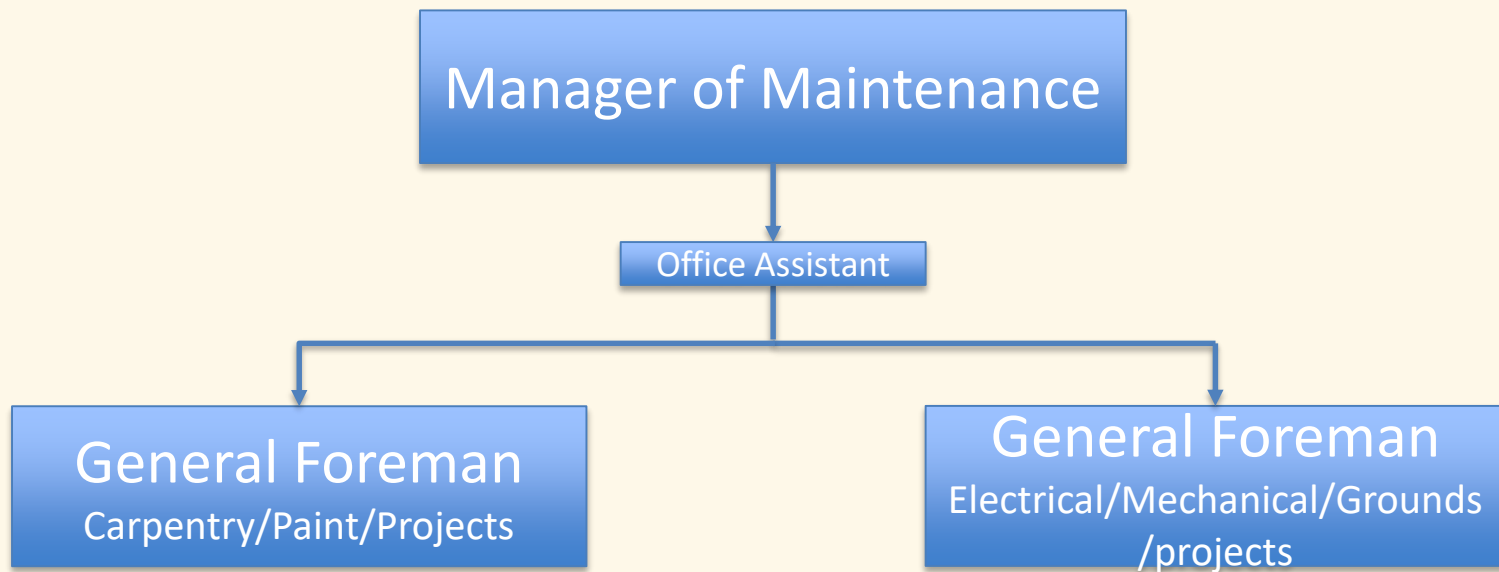 Manager of Maintenance
Office Assistant
General Foreman
Carpentry/Paint/Projects
General Foreman
Electrical/Mechanical/Grounds
/projects